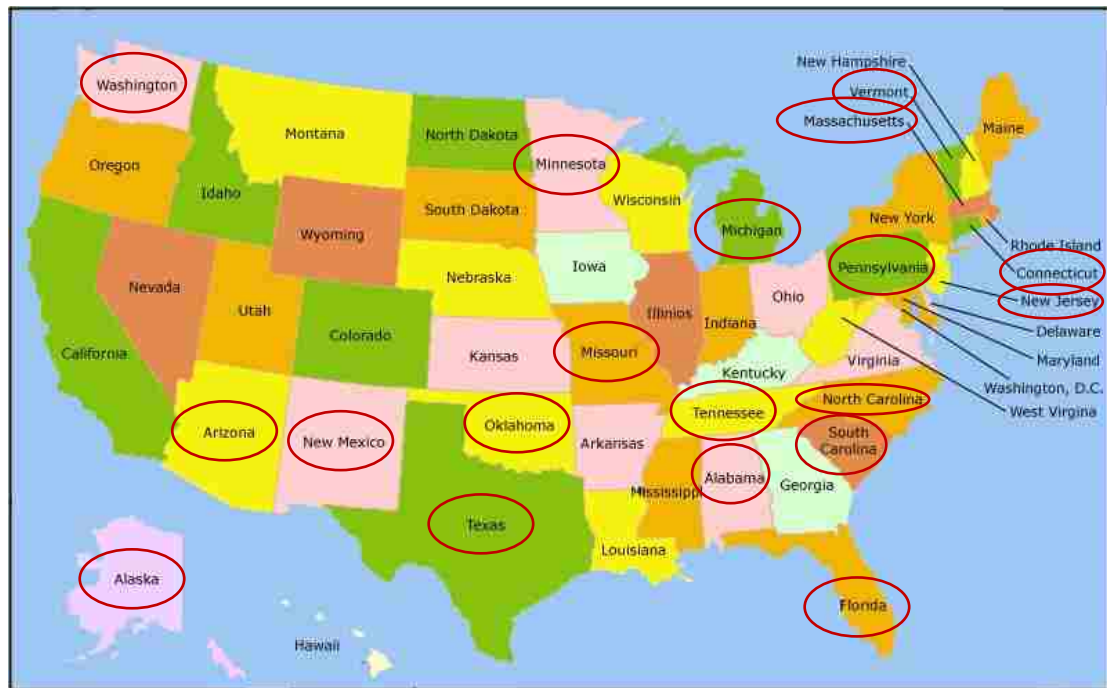 Washington
New Hampshire
Vermont
Massachusetts
Maine
Montana
North Dakota
Minnesota
Oregon
Idaho
Wisconsin
South Dakota
Wyoming
Michigan
New York
Rhode Island
Pennsylvania
Connecticut
Iowa
Nebraska
Nevada
Ohio
New Jersey
Utah
Illinios
Indiana
Delaware
Colorado
California
Kansas
Missouri
Virginia
Maryland
Kentucky
Washington, D.C.
North Carolina
West Virgina
Tennessee
Oklahoma
Arizona
New Mexico
Arkansas
South
Carolina
Alabama
Georgia
Mississippi
Texas
Louisiana
Alaska
Florida
Hawaii